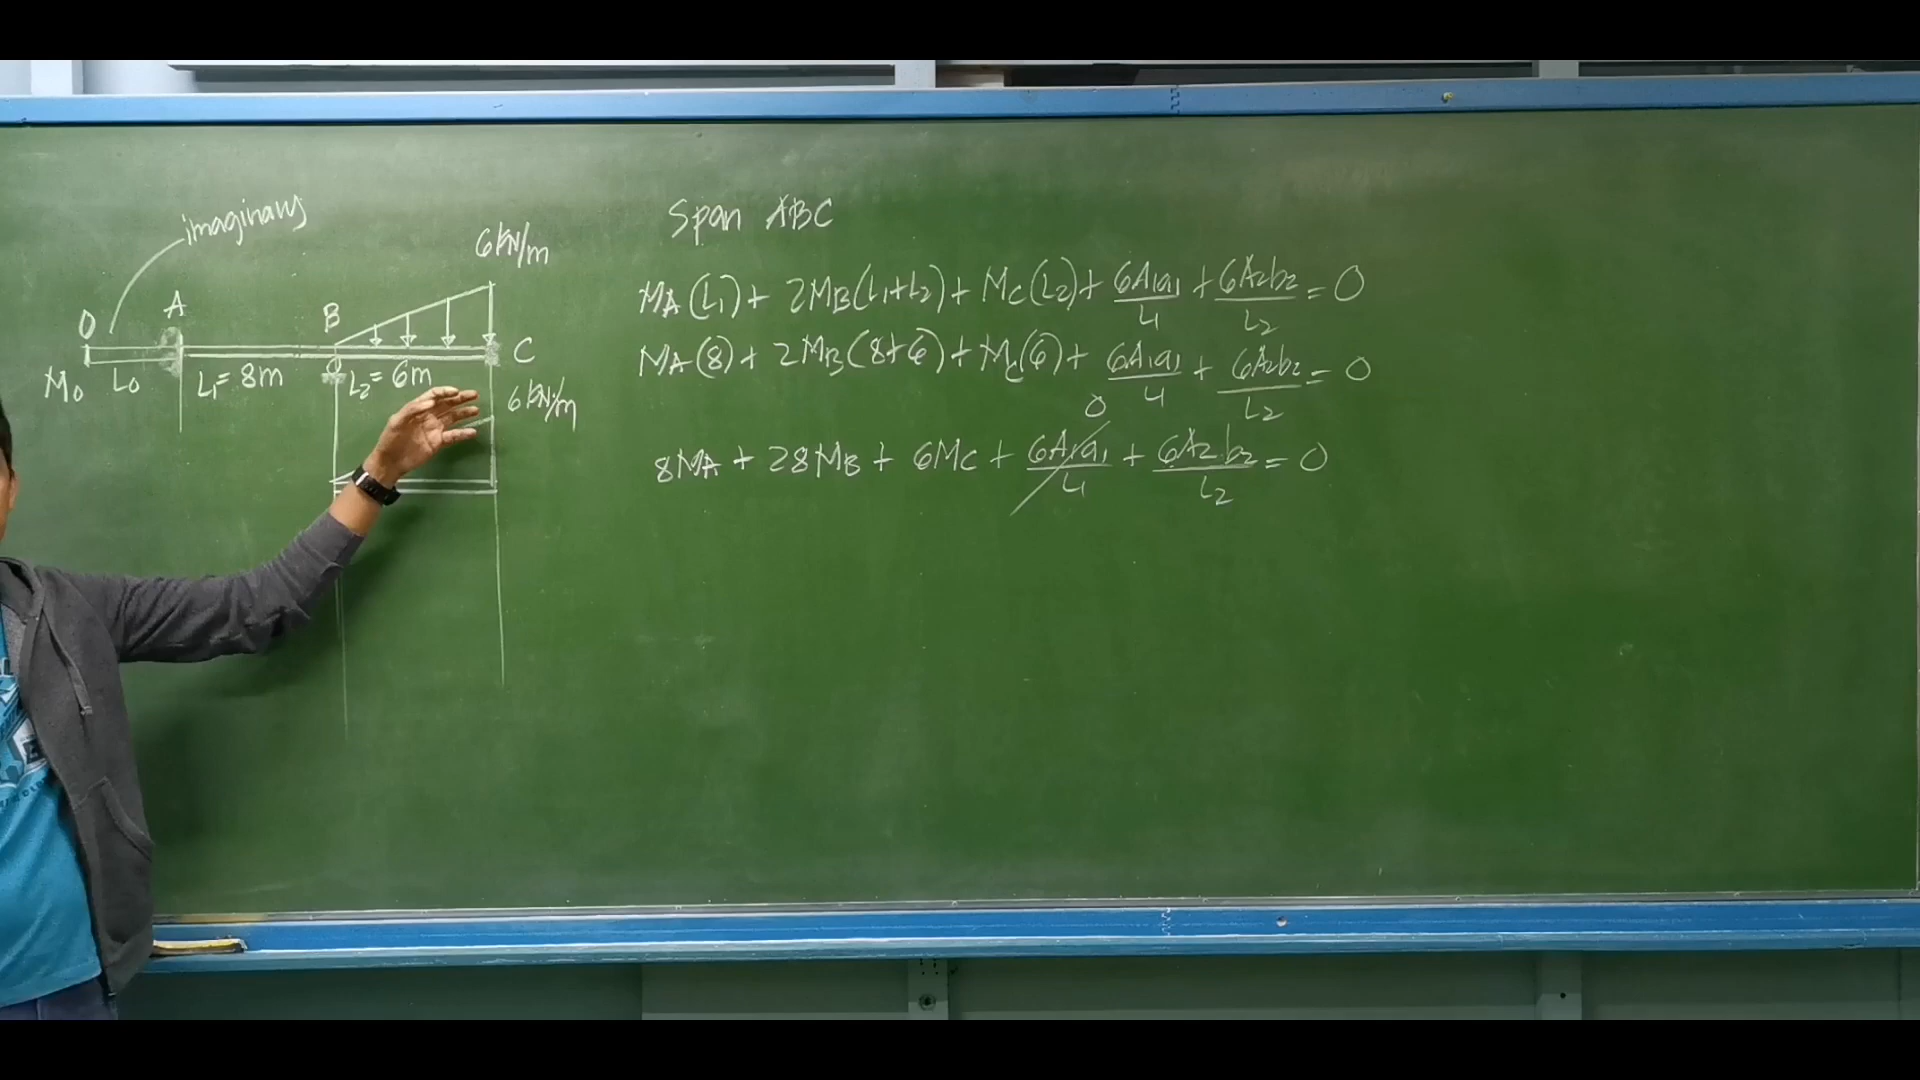 imaginary
6kN/m
O
A
B
C
M₀
L₀
L₁= 8m
L₂= 6m
6kN/m
Span ABC
MA(L₁) + 2MB(L₁+L₂) + Mc(L₂) + 6A₁a₁/L₁ + 6A₂b₂/L₂ = 0
MA(8) + 2MB(8+6) + Mc(6) + 6A₁a₁/L₁ + 6A₂b₂/L₂ = 0
0
8MA + 28MB + 6Mc + 6A₁a₁/L₁ + 6A₂b₂/L₂ = 0